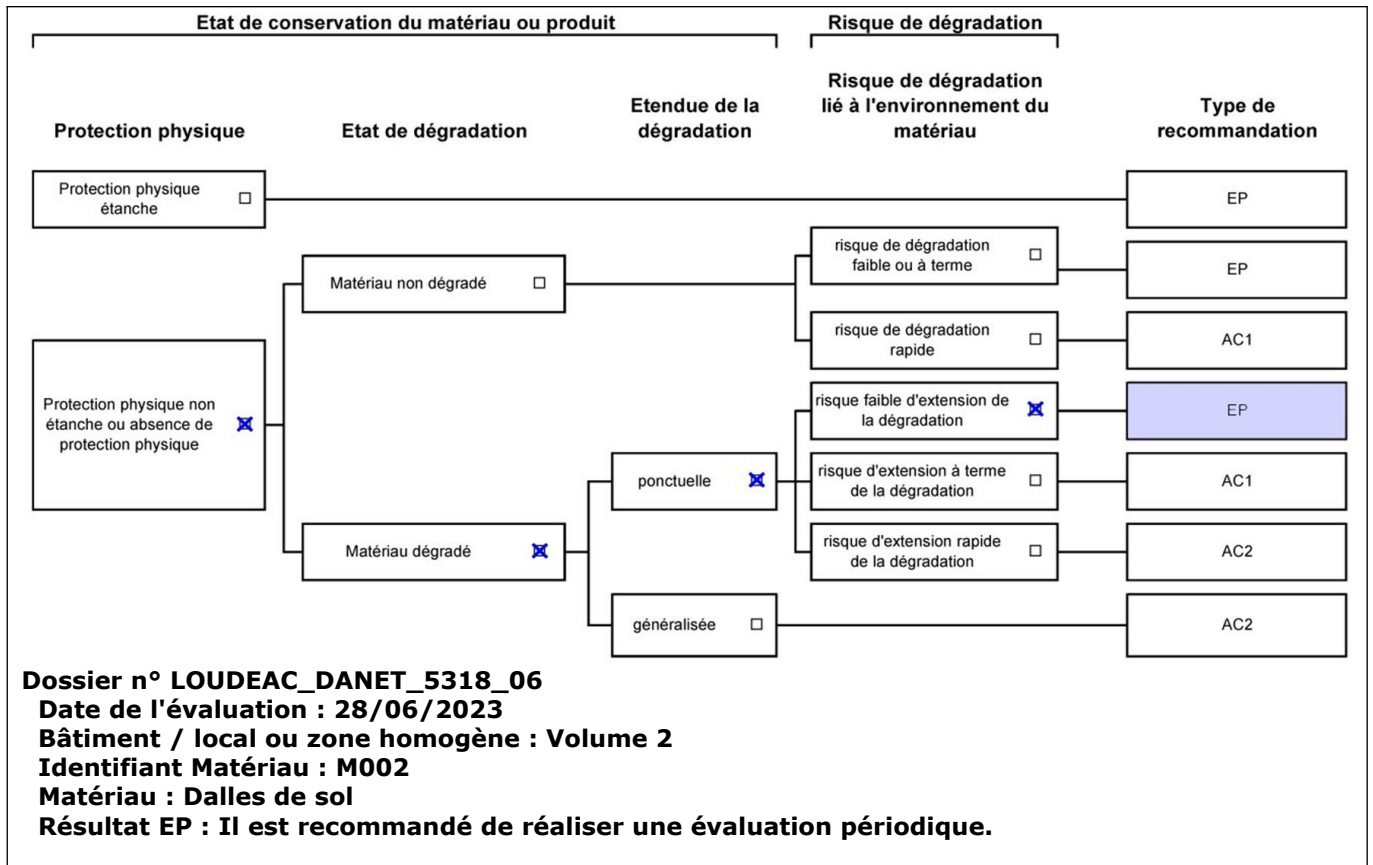 Etat de conservation du matériau ou produit
Risque de dégradation
Protection physique
Etat de dégradation
Etendue de la
dégradation
Risque de dégradation
lié à l'environnement du
matériau
Type de
recommandation
Protection physique
étanche
EP
risque de dégradation
faible ou à terme
EP
Matériau non dégradé
risque de dégradation
rapide
AC1
Protection physique non
étanche ou absence de
protection physique
risque faible d'extension de
la dégradation
EP
ponctuelle
risque d'extension à terme
de la dégradation
AC1
Matériau dégradé
risque d'extension rapide
de la dégradation
AC2
généralisée
AC2
Dossier n° LOUDEAC_DANET_5318_06
Date de l'évaluation : 28/06/2023
Bâtiment / local ou zone homogène : Volume 2
Identifiant Matériau : M002
Matériau : Dalles de sol
Résultat EP : Il est recommandé de réaliser une évaluation périodique.